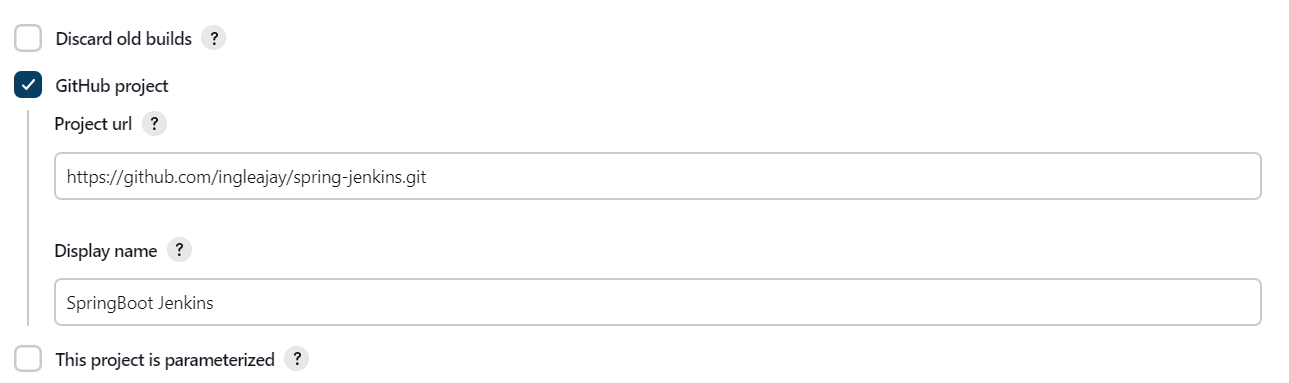 Discard old builds ?
GitHub project
Project url ?
https://github.com/ingleajay/spring-jenkins.git
Display name ?
SpringBoot Jenkins
This project is parameterized ?